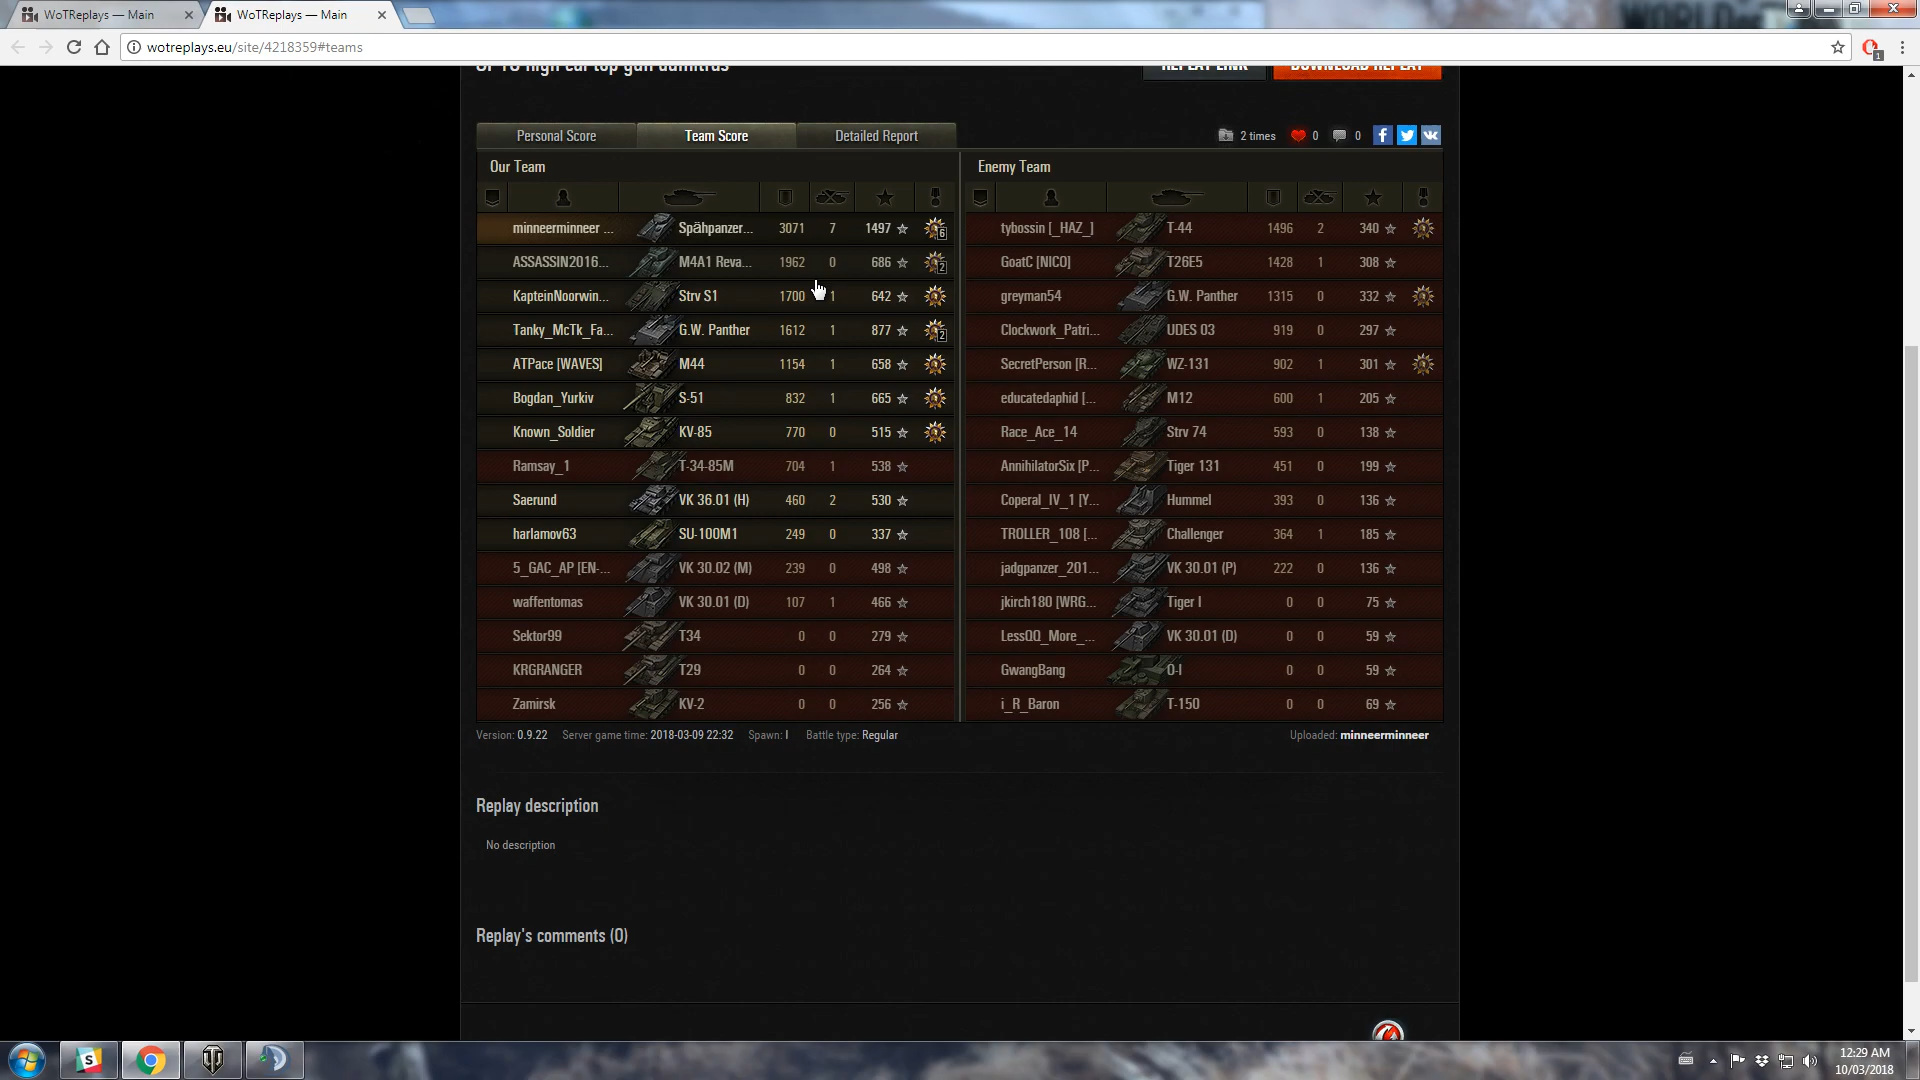 WoTReplays — Main
WoTReplays — Main
wotreplays.eu/site/4218359#teams
Personal Score Team Score Detailed Report 2 times 0 0
Our Team Enemy Team
minneerminneer ... Spähpanzer... 3071 7 1497 6 tybossin [_HAZ_] T-44 1496 2 340
ASSASSIN2016... M4A1 Reva... 1962 0 686 2 GoatC [NICO] T26E5 1428 1 308
KapteinNoorwin... Strv S1 1700 1 642 greyman54 G.W. Panther 1315 0 332
Tanky_McTk_Fa... G.W. Panther 1612 1 877 2 Clockwork_Patri... UDES 03 919 0 297
ATPace [WAVES] M44 1154 1 658 SecretPerson [R... WZ-131 902 1 301
Bogdan_Yurkiv S-51 832 1 665 educatedaphid [... M12 600 1 205
Known_Soldier KV-85 770 0 515 Race_Ace_14 Strv 74 593 0 138
Ramsay_1 T-34-85M 704 1 538 AnnihilatorSix [P... Tiger 131 451 0 199
Saerund VK 36.01 (H) 460 2 530 Coperal_IV_1 [Y... Hummel 393 0 136
harlamov63 SU-100M1 249 0 337 TROLLER_108 [... Challenger 364 1 185
5_GAC_AP [EN-... VK 30.02 (M) 239 0 498 jadgpanzer_201... VK 30.01 (P) 222 0 136
waffentomas VK 30.01 (D) 107 1 466 jkirch180 [WRG... Tiger I 0 0 75
Sektor99 T34 0 0 279 LessQQ_More_... VK 30.01 (D) 0 0 59
KRGRANGER T29 0 0 264 GwangBang O-I 0 0 59
Zamirsk KV-2 0 0 256 i_R_Baron T-150 0 0 69
Version: 0.9.22 Server game time: 2018-03-09 22:32 Spawn: I Battle type: Regular Uploaded: minneerminneer
Replay description
No description
Replay's comments (0)
12:29 AM
10/03/2018